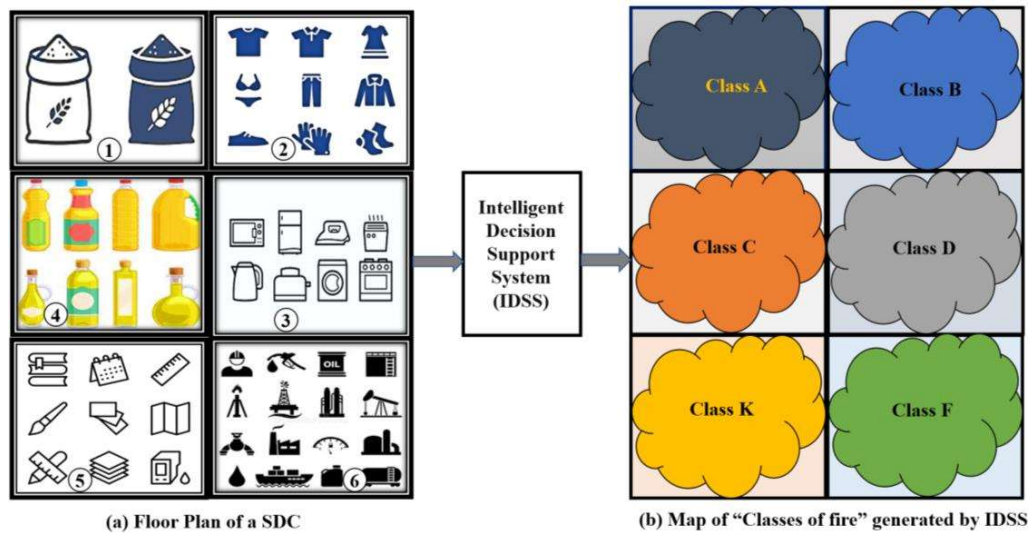 1
2
4
3
5
OIL
6
(a) Floor Plan of a SDC
Intelligent
Decision
Support
System
(IDSS)
Class A
Class B
Class C
Class D
Class K
Class F
(b) Map of “Classes of fire” generated by IDSS